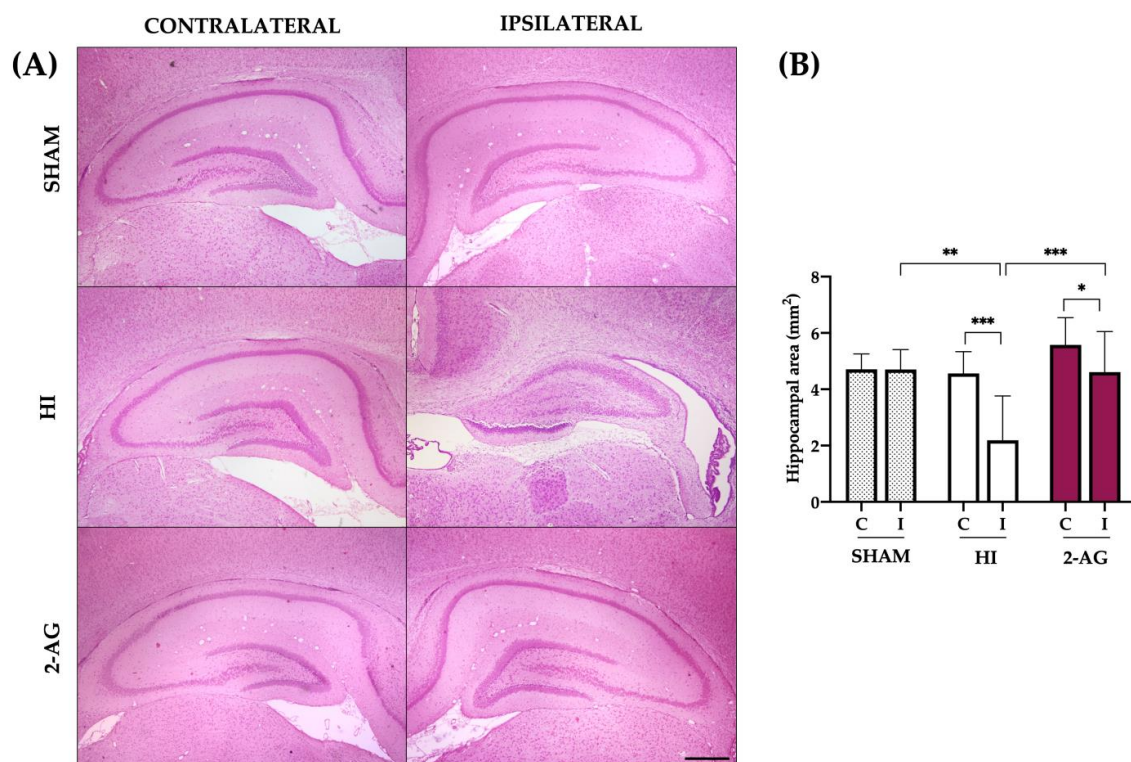 CONTRALATERAL
IPSILATERAL
(A)
SHAM
HI
2-AG
(B)
**
***
***
*
Hippocampal area (mm²)
8
6
4
2
0
C I C I C I
SHAM HI 2-AG